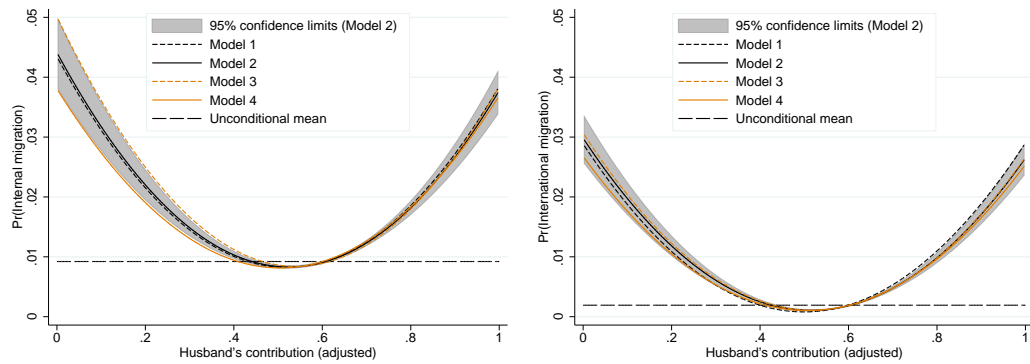 Pr(Internal migration)
.05
.04
.03
.02
.01
0
95% confidence limits (Model 2)
Model 1
Model 2
Model 3
Model 4
Unconditional mean
0 .2 .4 .6 .8 1
Husband's contribution (adjusted)
Pr(International migration)
.05
.04
.03
.02
.01
0
95% confidence limits (Model 2)
Model 1
Model 2
Model 3
Model 4
Unconditional mean
0 .2 .4 .6 .8 1
Husband's contribution (adjusted)